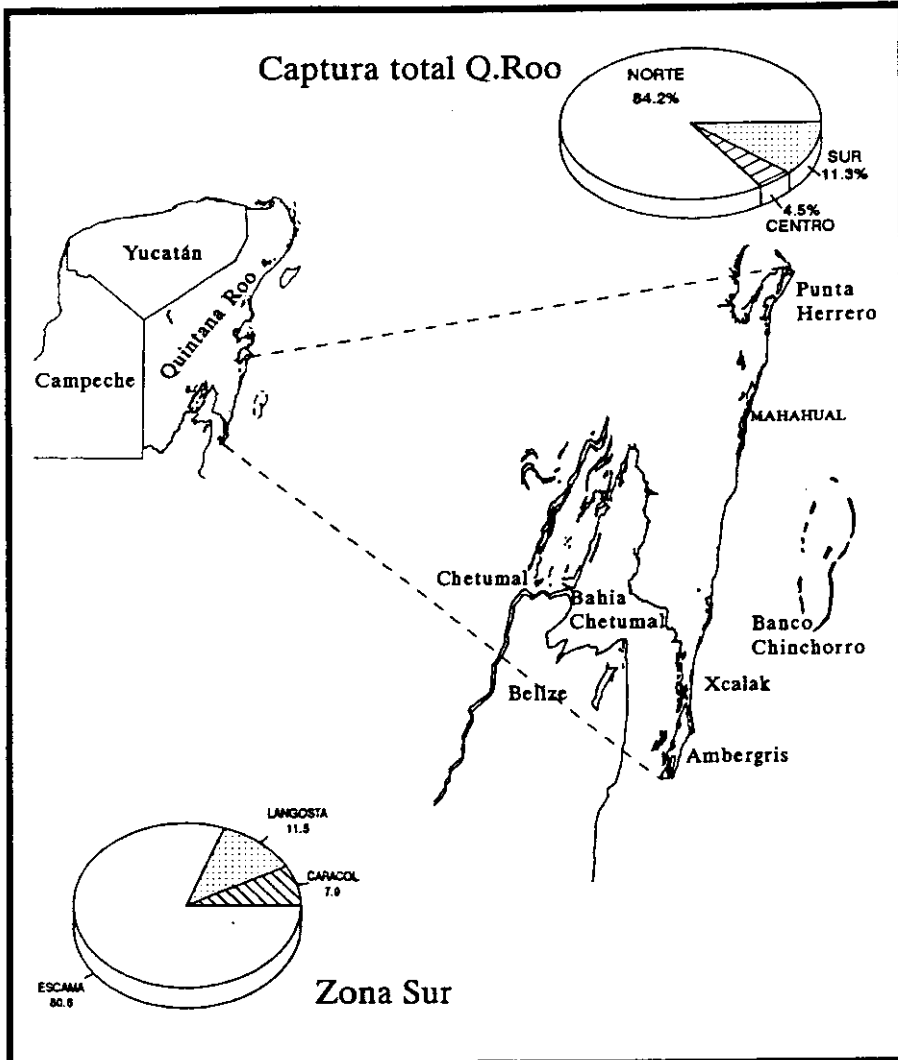 Captura total Q.Roo
NORTE
84.2%
SUR
11.3%
4.5%
CENTRO
Yucatán
Quintana Roo
Campeche
Punta
Herrero
MAHAHUAL
Chetumal
Bahia
Chetumal
Banco
Chinchorro
Belize
Xcalak
Ambergris
LANGOSTA
11.5
CARACOL
7.9
ESCAMA
80.6
Zona Sur